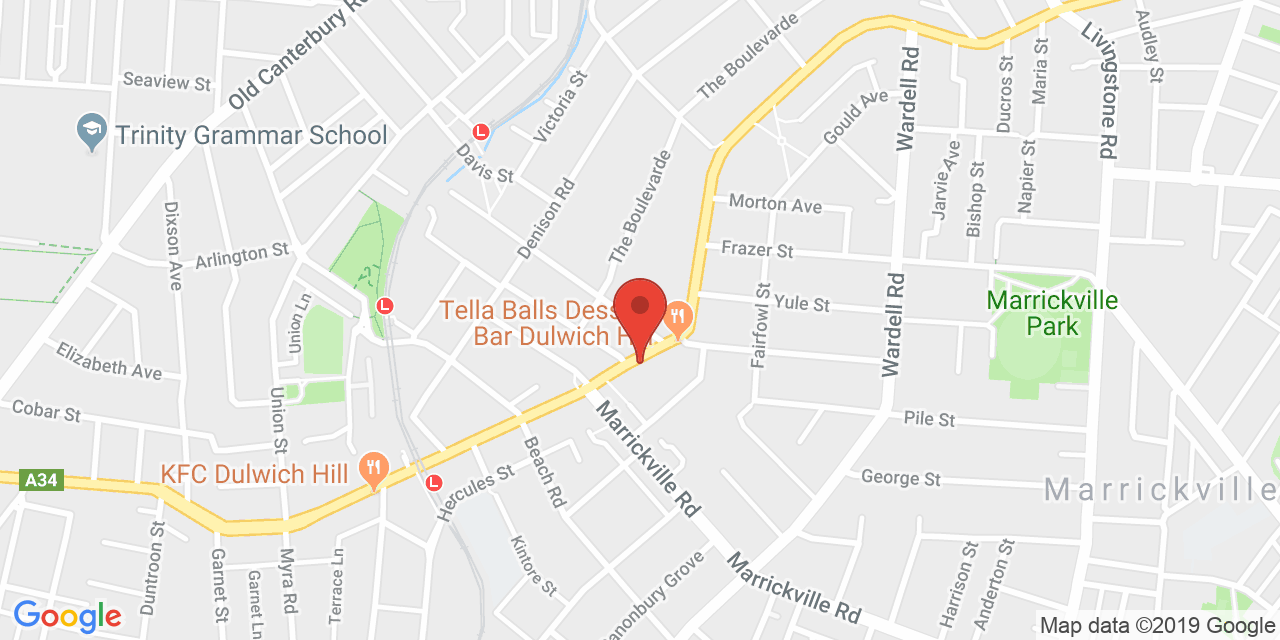 Seaview St
Old Canterbury Rd
Trinity Grammar School
Victoria St
The Boulevarde
Gould Ave
Wardell Rd
Ducros St
Maria St
Livingstone Rd
Audley St
Davis St
Denison Rd
The Boulevarde
Morton Ave
Frazer St
Jarvie Ave
Bishop St
Napier St
Dixson Ave
Arlington St
Union Ln
Elizabeth Ave
Cobar St
Union St
Tella Balls Dess
Bar Dulwich H
Yule St
Fairfowl St
Wardell Rd
Marrickville
Park
Pile St
George St
Marrickville
A34
KFC Dulwich Hill
Hercules St
Beach Rd
Marrickville Rd
Kintore St
Duntroon St
Garnet St
Garnet Ln
Myra Rd
Terrace Ln
anonbury Grove
Marrickville Rd
Harrison St
Anderton St
L
L
L
Google
Map data ©2019 Google